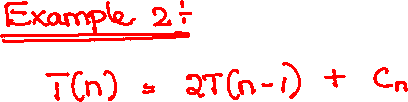 Example 2÷
T(n) = 2T(n-1) + Cn